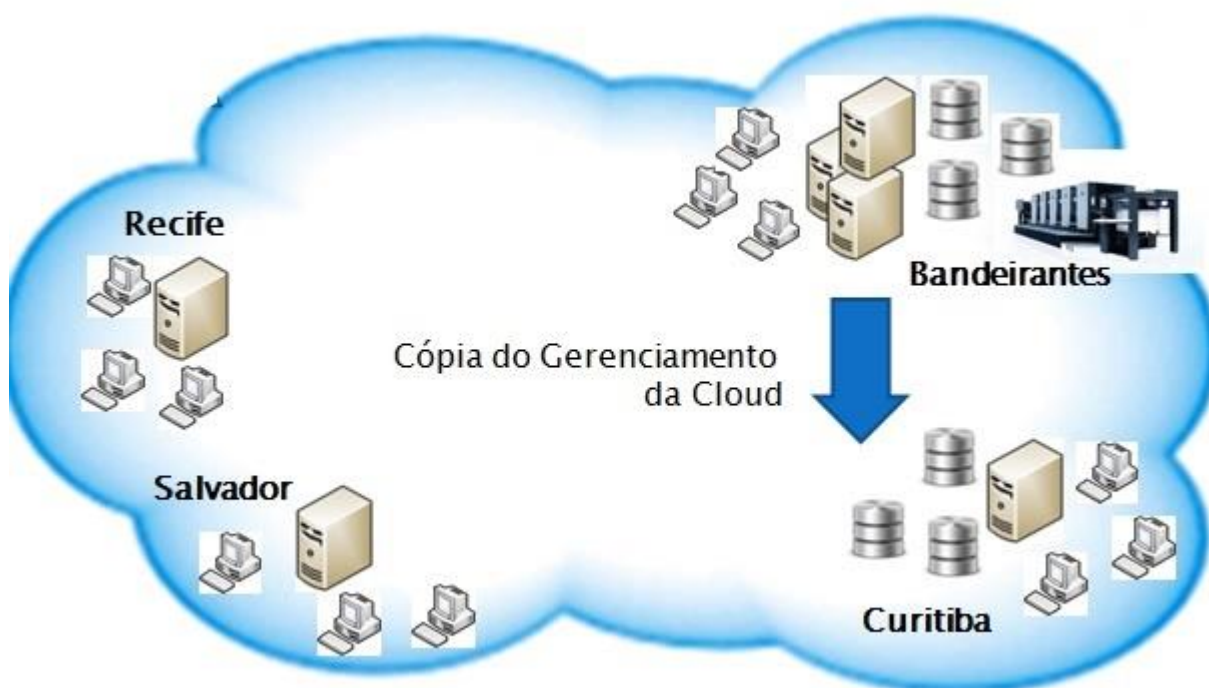 Recife
Bandeirantes
Cópia do Gerenciamento
da Cloud
Salvador
Curitiba